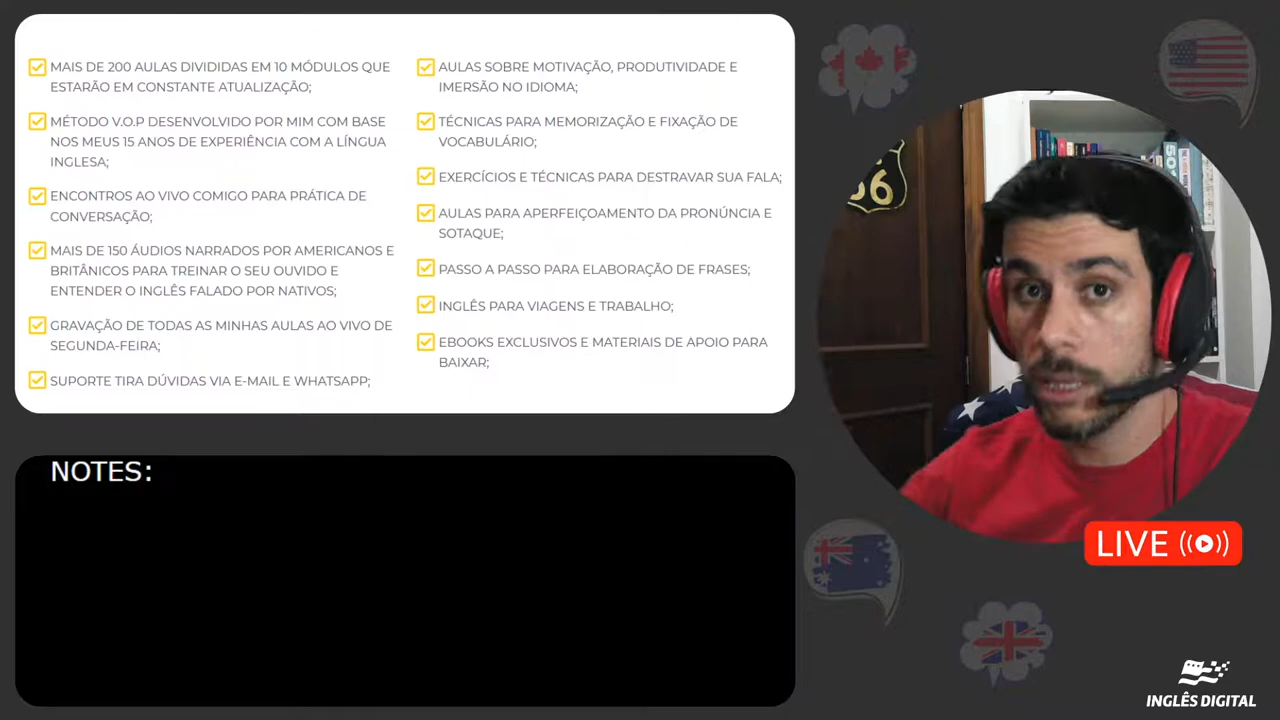 MAIS DE 200 AULAS DIVIDIDAS EM 10 MÓDULOS QUE
ESTARÃO EM CONSTANTE ATUALIZAÇÃO;
MÉTODO V.O.P DESENVOLVIDO POR MIM COM BASE
NOS MEUS 15 ANOS DE EXPERIÊNCIA COM A LÍNGUA
INGLESA;
ENCONTROS AO VIVO COMIGO PARA PRÁTICA DE
CONVERSAÇÃO;
MAIS DE 150 ÁUDIOS NARRADOS POR AMERICANOS E
BRITÂNICOS PARA TREINAR O SEU OUVIDO E
ENTENDER O INGLÊS FALADO POR NATIVOS;
GRAVAÇÃO DE TODAS AS MINHAS AULAS AO VIVO DE
SEGUNDA-FEIRA;
SUPORTE TIRA DÚVIDAS VIA E-MAIL E WHATSAPP;
AULAS SOBRE MOTIVAÇÃO, PRODUTIVIDADE E
IMERSÃO NO IDIOMA;
TÉCNICAS PARA MEMORIZAÇÃO E FIXAÇÃO DE
VOCABULÁRIO;
EXERCÍCIOS E TÉCNICAS PARA DESTRAVAR SUA FALA;
AULAS PARA APERFEIÇOAMENTO DA PRONÚNCIA E
SOTAQUE;
PASSO A PASSO PARA ELABORAÇÃO DE FRASES;
INGLÊS PARA VIAGENS E TRABALHO;
EBOOKS EXCLUSIVOS E MATERIAIS DE APOIO PARA
BAIXAR;
NOTES:
66
LIVE
INGLÊS DIGITAL